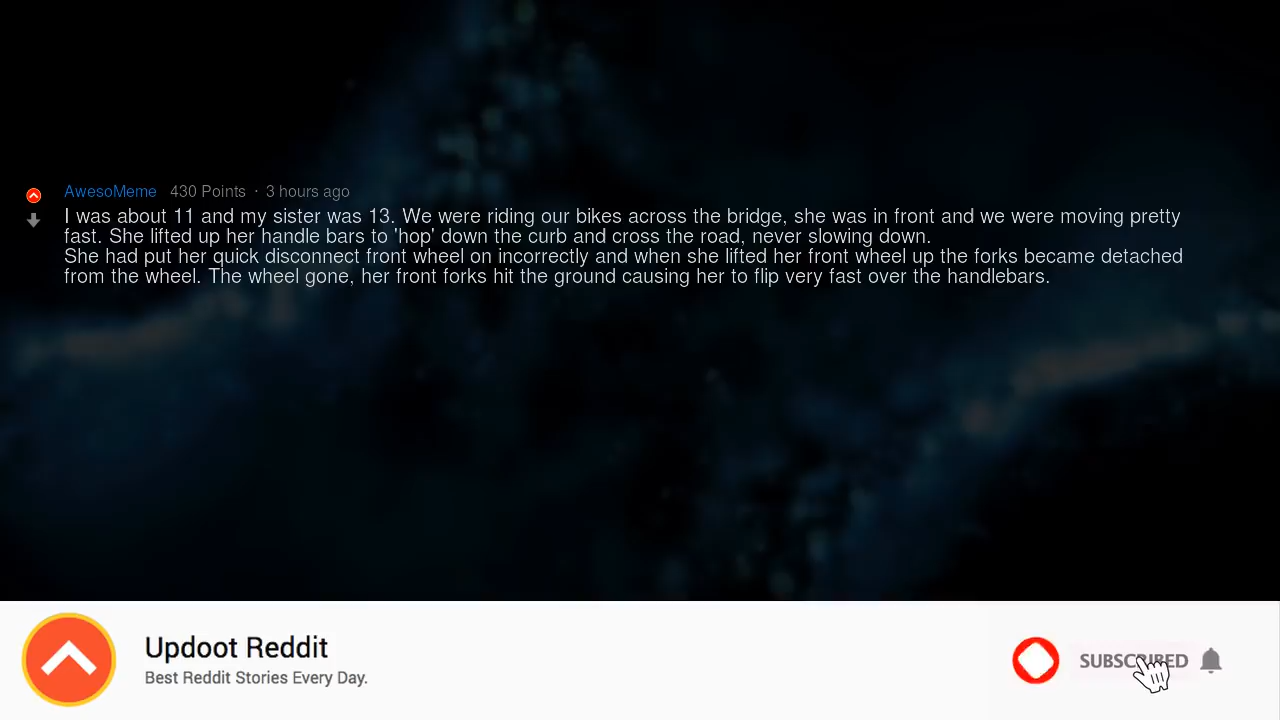 AwesoMeme 430 Points · 3 hours ago
I was about 11 and my sister was 13. We were riding our bikes across the bridge, she was in front and we were moving pretty
fast. She lifted up her handle bars to 'hop' down the curb and cross the road, never slowing down.
She had put her quick disconnect front wheel on incorrectly and when she lifted her front wheel up the forks became detached
from the wheel. The wheel gone, her front forks hit the ground causing her to flip very fast over the handlebars.
Updoot Reddit
Best Reddit Stories Every Day.
SUBSCRIBED